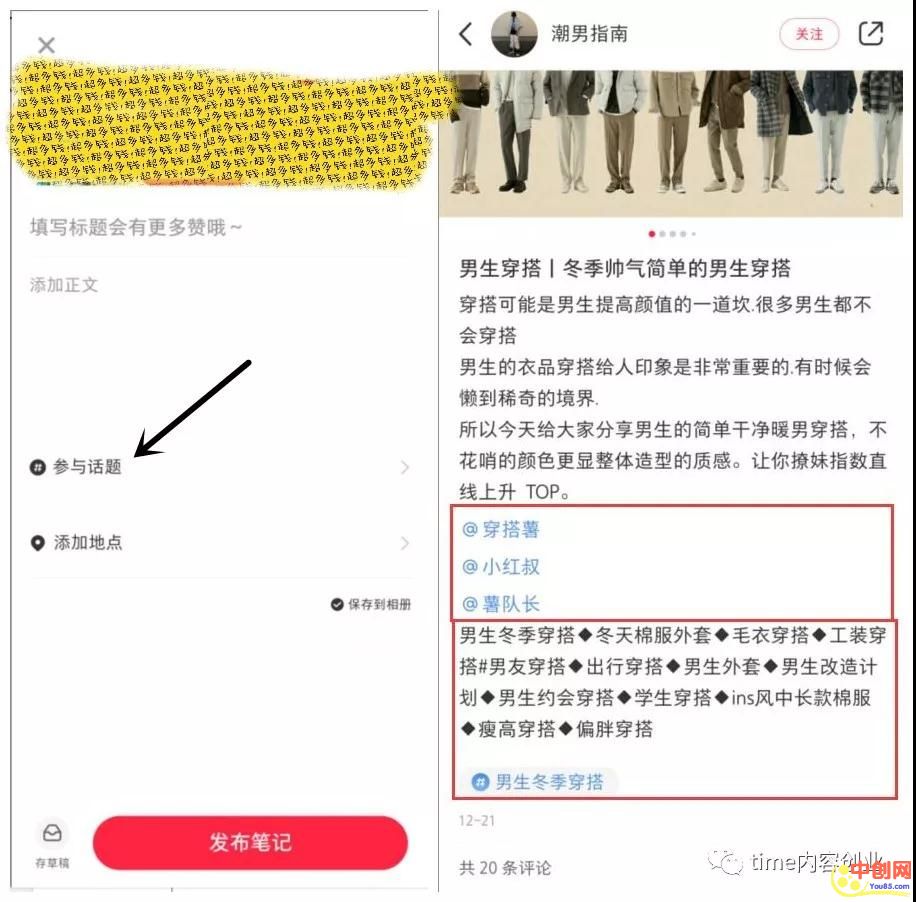 超多钱,超多钱,超多钱,超多钱
填写标题会有更多赞哦～
添加正文
# 参与话题
添加地点
保存到相册
存草稿
发布笔记
潮男指南
关注
男生穿搭丨冬季帅气简单的男生穿搭
穿搭可能是男生提高颜值的一道坎.很多男生都不
会穿搭
男生的衣品穿搭给人印象是非常重要的.有时候会
懒到稀奇的境界.
所以今天给大家分享男生的简单干净暖男穿搭，不
花哨的颜色更显整体造型的质感。让你撩妹指数直
线上升 TOP。
@穿搭薯
@小红叔
@薯队长
男生冬季穿搭◆冬天棉服外套◆毛衣穿搭◆工装穿
搭#男友穿搭◆出行穿搭◆男生外套◆男生改造计
划◆男生约会穿搭◆学生穿搭◆ins风中长款棉服
◆瘦高穿搭◆偏胖穿搭
# 男生冬季穿搭
12-21
共 20 条评论
time内容创业
中创网
You85.com